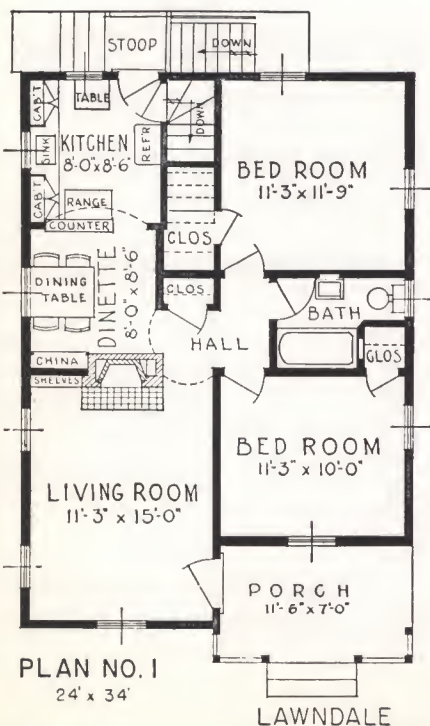 STOOP
DOWN
CAB'T
TABLE
DOWN
KITCHEN
8'-0"x8'-6"
SINK
REF'R
CAB'T
RANGE
COUNTER
BED ROOM
11'-3" x 11'-9"
CLOS
DINING
TABLE
DINETTE
8'-0" x 8'-6"
CLOS
BATH
HALL
CLOS
CHINA
SHELVES
BED ROOM
11'-3" x 10'-0"
LIVING ROOM
11'-3" x 15'-0"
PORCH
11'-6" x 7'-0"
PLAN NO. 1
24' x 34'
LAWNDALE